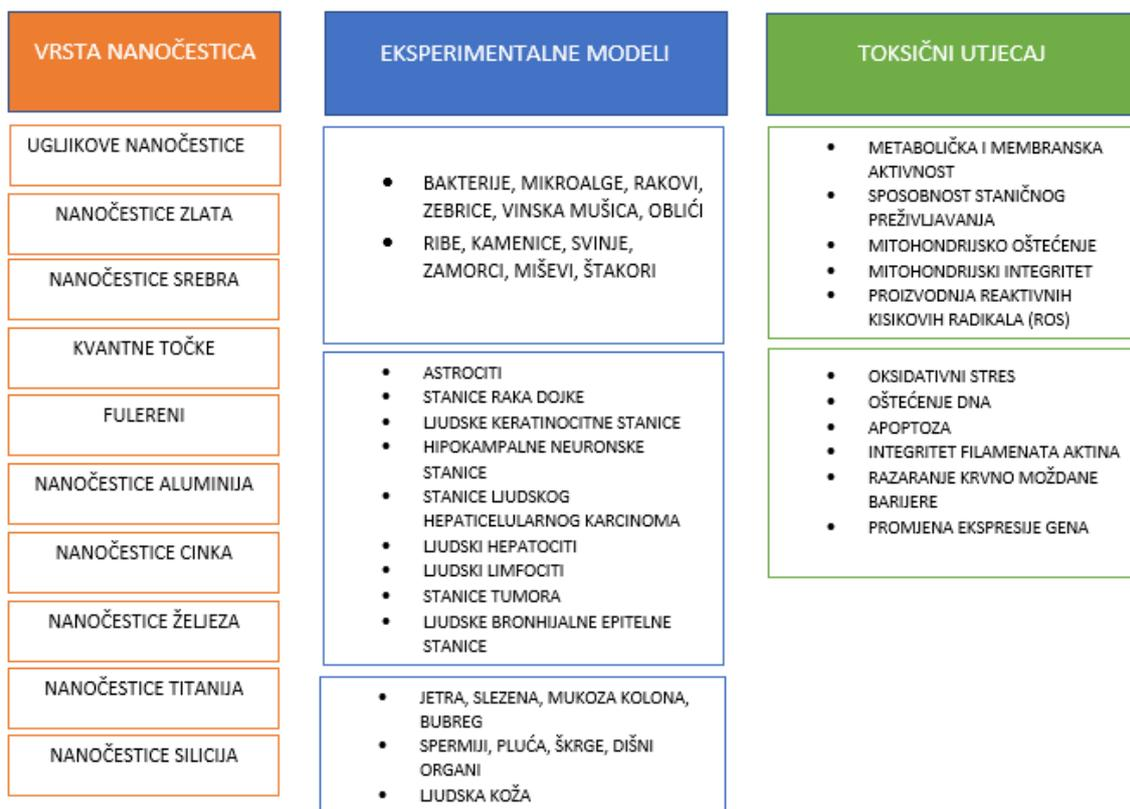 VRSTA NANOČESTICA
UGLJIKOVE NANOČESTICE
NANOČESTICE ZLATA
NANOČESTICE SREBRA
KVANTNE TOČKE
FULERENI
NANOČESTICE ALUMINIJA
NANOČESTICE CINKA
NANOČESTICE ŽELJEZA
NANOČESTICE TITANIJA
NANOČESTICE SILICIJA
EKSPERIMENTALNE MODELI
• BAKTERIJE, MIKROALGE, RAKOVI,
ZEBRICE, VINSKA MUŠICA, OBLIĆI
• RIBE, KAMENICE, SVINJE,
ZAMORCI, MIŠEVI, ŠTAKORI
• ASTROCITI
• STANICE RAKA DOJKE
• LJUDSKE KERATINOCITNE STANICE
• HIPOKAMPALNE NEURONSKE
STANICE
• STANICE LJUDSKOG
HEPATICELULARNOG KARCINOMA
• LJUDSKI HEPATOCITI
• LJUDSKI LIMFOCITI
• STANICE TUMORA
• LJUDSKE BRONHIJALNE EPITELNE
STANICE
• JETRA, SLEZENA, MUKOZA KOLONA,
BUBREG
• SPERMIJI, PLUĆA, ŠKRGE, DIŠNI
ORGANI
• LJUDSKA KOŽA
TOKSIČNI UTJECAJ
• METABOLIČKA I MEMBRANSKA
AKTIVNOST
• SPOSOBNOST STANIČNOG
PREŽIVLJAVANJA
• MITOHONDRIJSKO OŠTEĆENJE
• MITOHONDRIJSKI INTEGRITET
• PROIZVODNJA REAKTIVNIH
KISIKOVIH RADIKALA (ROS)
• OKSIDATIVNI STRES
• OŠTEĆENJE DNA
• APOPTOZA
• INTEGRITET FILAMENATA AKTINA
• RAZARANJE KRVNO MOŽDANE
BARIJERE
• PROMJENA EKSPRESIJE GENA